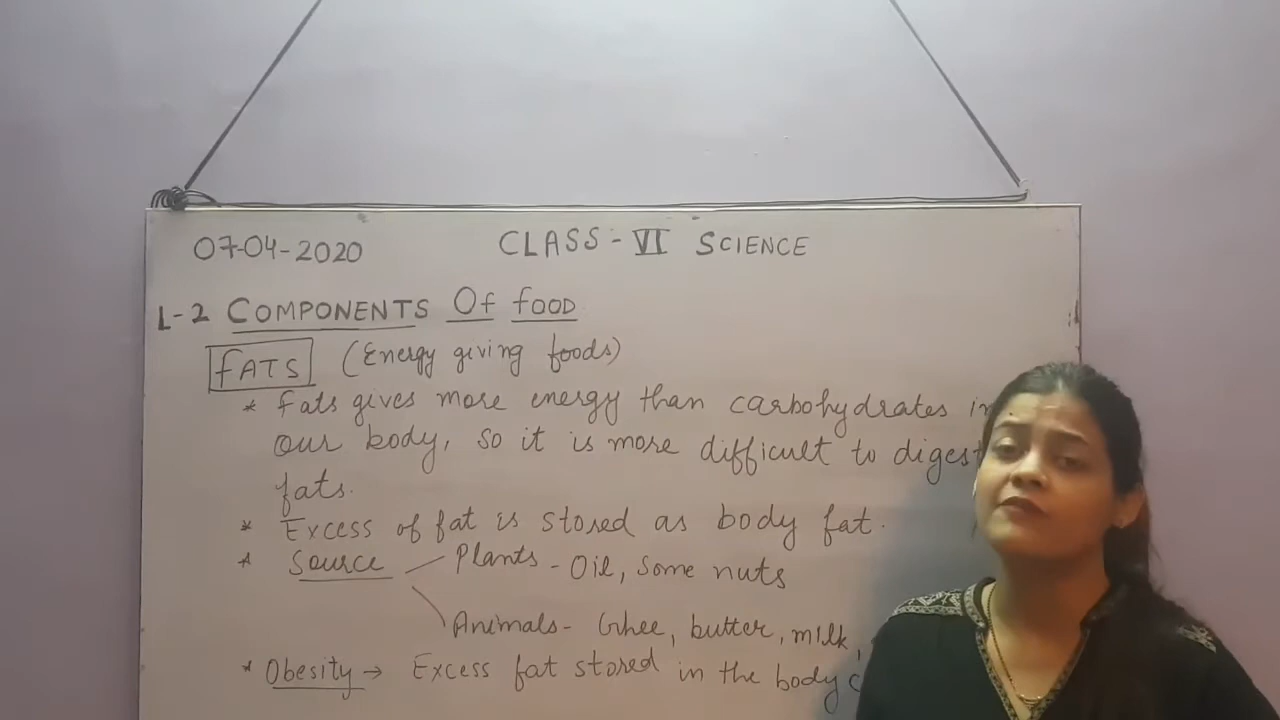 07-04-2020
CLASS - VI SCIENCE
L-2 COMPONENTS Of fOOD
fATS (Energy giving foods)
* fats gives more energy than carbohydrates in
our body, so it is more difficult to digest
fats.
* Excess of fat is stored as body fat.
* Source Plants - Oil, some nuts
Animals - Ghee, butter, milk,
* Obesity → Excess fat stored in the body